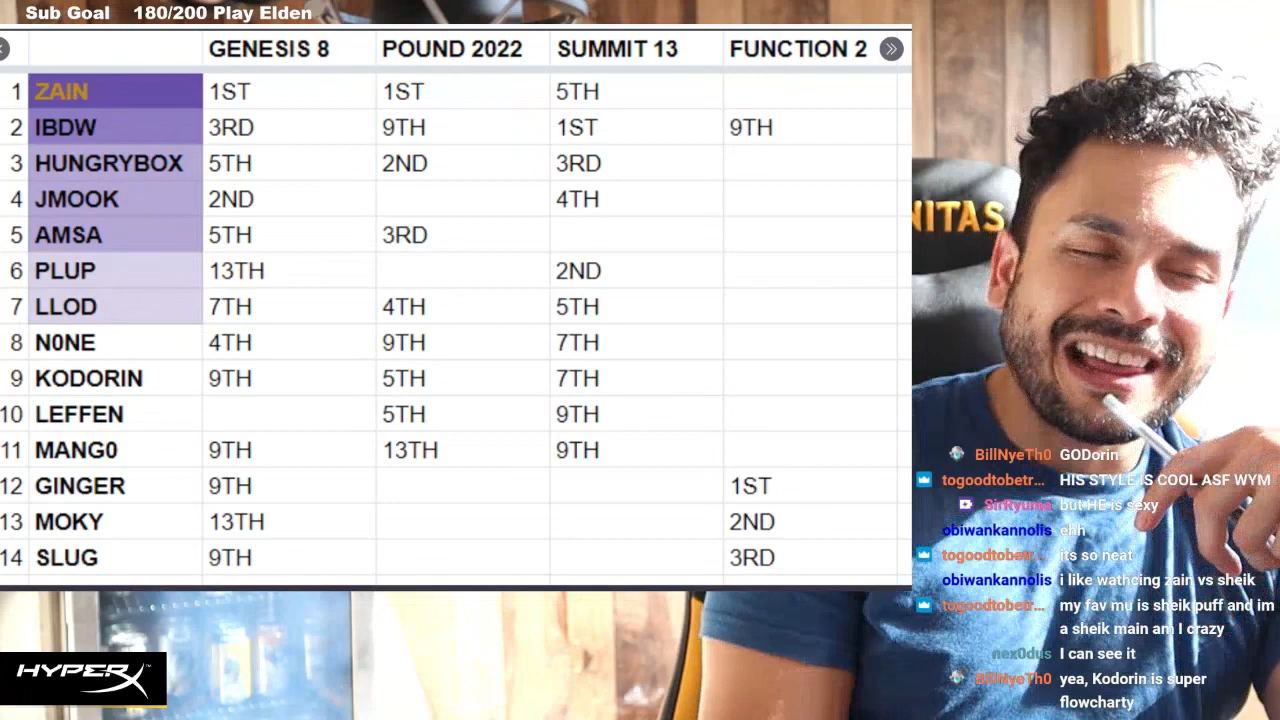 Sub Goal 180/200 Play Elden
GENESIS 8 POUND 2022 SUMMIT 13 FUNCTION 2
1 ZAIN 1ST 1ST 5TH
2 IBDW 3RD 9TH 1ST 9TH
3 HUNGRYBOX 5TH 2ND 3RD
4 JMOOK 2ND 4TH
5 AMSA 5TH 3RD
6 PLUP 13TH 2ND
7 LLOD 7TH 4TH 5TH
8 N0NE 4TH 9TH 7TH
9 KODORIN 9TH 5TH 7TH
10 LEFFEN 5TH 9TH
11 MANG0 9TH 13TH 9TH
12 GINGER 9TH 1ST
13 MOKY 13TH 2ND
14 SLUG 9TH 3RD
NITAS
BillNyeTh0 GODorin
togoodtobetr... HIS STYLE IS COOL ASF WYM
SirRyuma but HE is sexy
obiwankannolis ehh
togoodtobetr... its so neat
obiwankannolis i like wathcing zain vs sheik
togoodtobetr... my fav mu is sheik puff and im
a sheik main am I crazy
nex0dus I can see it
BillNyeTh0 yea, Kodorin is super
flowcharty
HYPERX